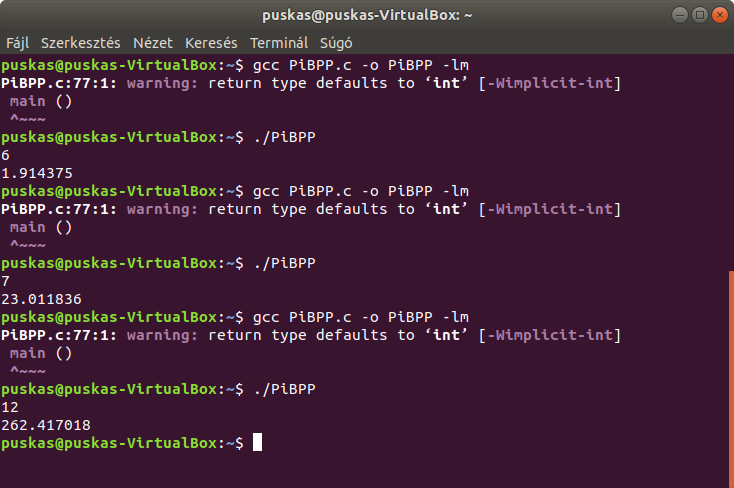 puskas@puskas-VirtualBox: ~
Fájl Szerkesztés Nézet Keresés Terminál Súgó
puskas@puskas-VirtualBox:~$ gcc PiBPP.c -o PiBPP -lm
PiBPP.c:77:1: warning: return type defaults to ‘int’ [-Wimplicit-int]
 main ()
 ^~~~
puskas@puskas-VirtualBox:~$ ./PiBPP
6
1.914375
puskas@puskas-VirtualBox:~$ gcc PiBPP.c -o PiBPP -lm
PiBPP.c:77:1: warning: return type defaults to ‘int’ [-Wimplicit-int]
 main ()
 ^~~~
puskas@puskas-VirtualBox:~$ ./PiBPP
7
23.011836
puskas@puskas-VirtualBox:~$ gcc PiBPP.c -o PiBPP -lm
PiBPP.c:77:1: warning: return type defaults to ‘int’ [-Wimplicit-int]
 main ()
 ^~~~
puskas@puskas-VirtualBox:~$ ./PiBPP
12
262.417018
puskas@puskas-VirtualBox:~$